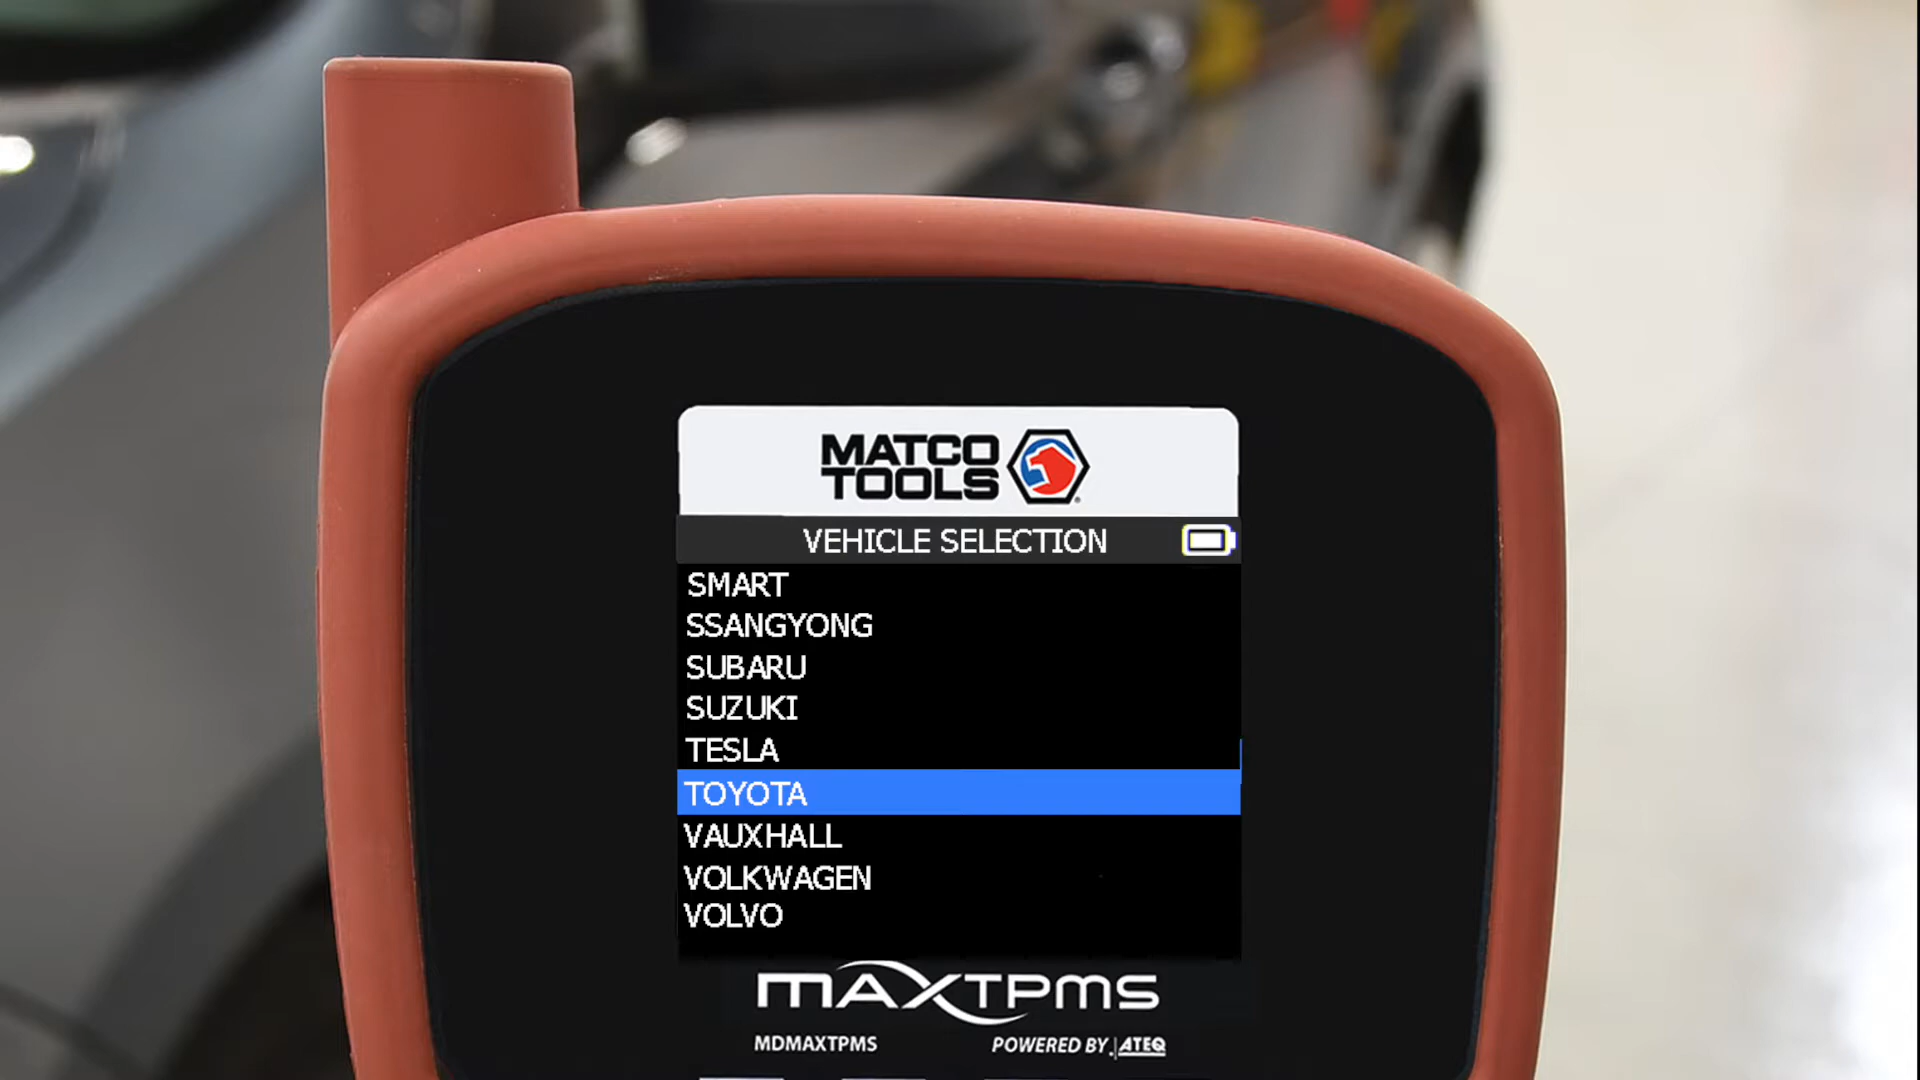 MATCO
TOOLS
VEHICLE SELECTION
SMART
SSANGYONG
SUBARU
SUZUKI
TESLA
TOYOTA
VAUXHALL
VOLKWAGEN
VOLVO
MAXTPMS
MDMAXTPMS
POWERED BY ATEQ